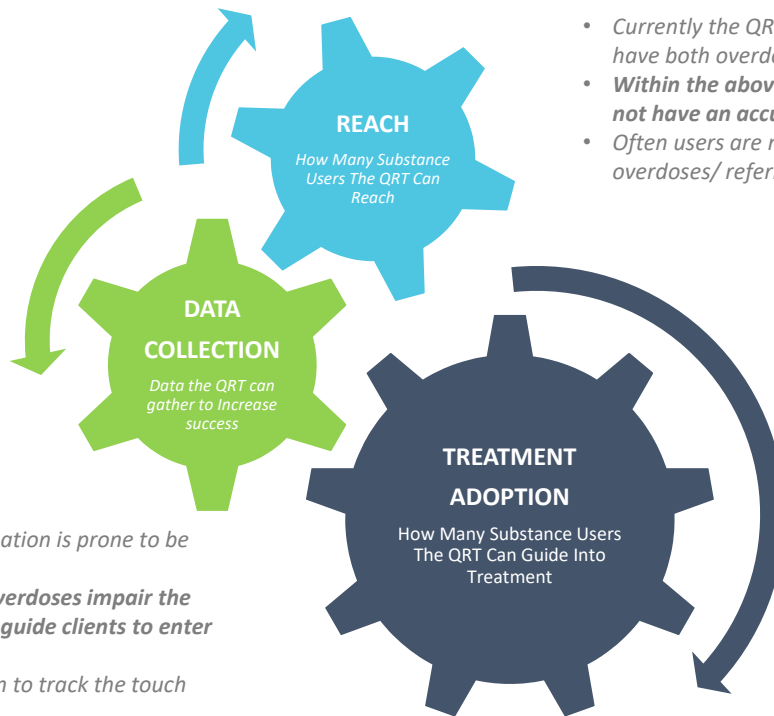 • Currently the QR
have both overd
• Within the abov
not have an accu
• Often users are
overdoses/ refer
REACH
How Many Substance
Users The QRT Can
Reach
DATA
COLLECTION
Data the QRT can
gather to Increase
success
TREATMENT
ADOPTION
How Many Substance Users
The QRT Can Guide Into
Treatment
ation is prone to be
verdoses impair the
guide clients to enter
to track the touch